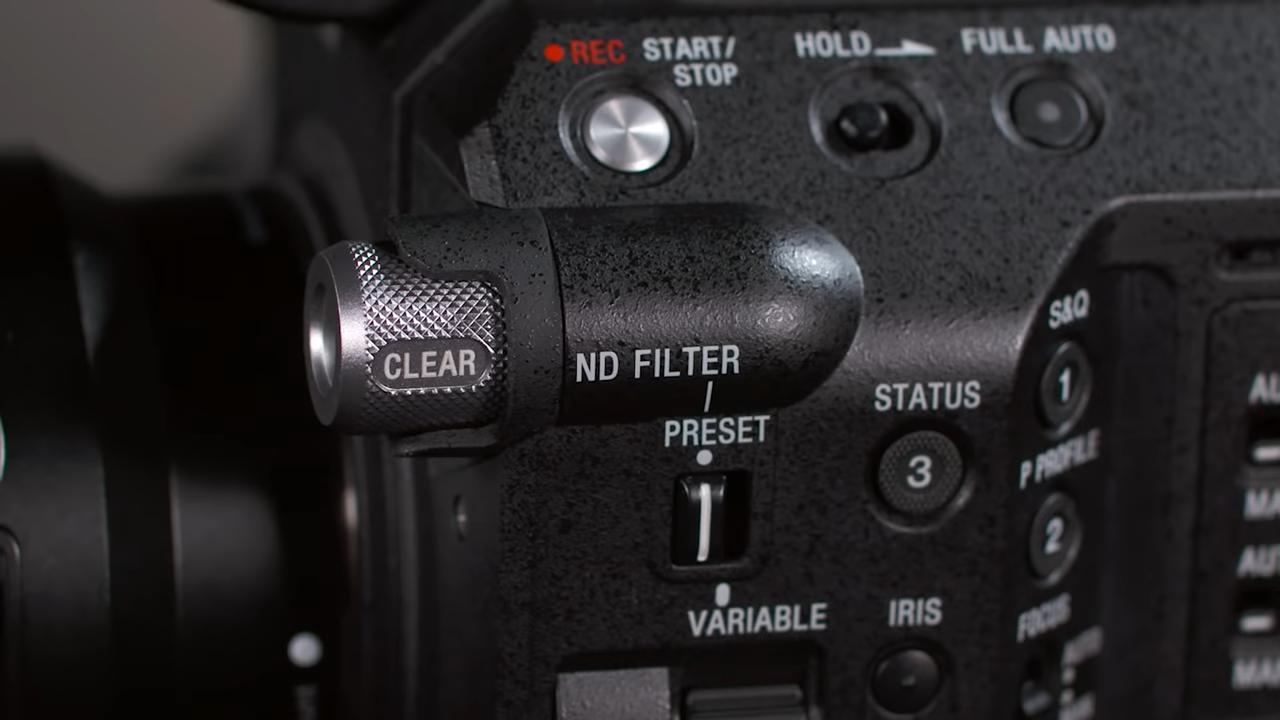 REC START/
STOP
HOLD
FULL AUTO
CLEAR
ND FILTER
PRESET
VARIABLE
STATUS
3
IRIS
S&Q
1
P PROFILE
2
FOCUS